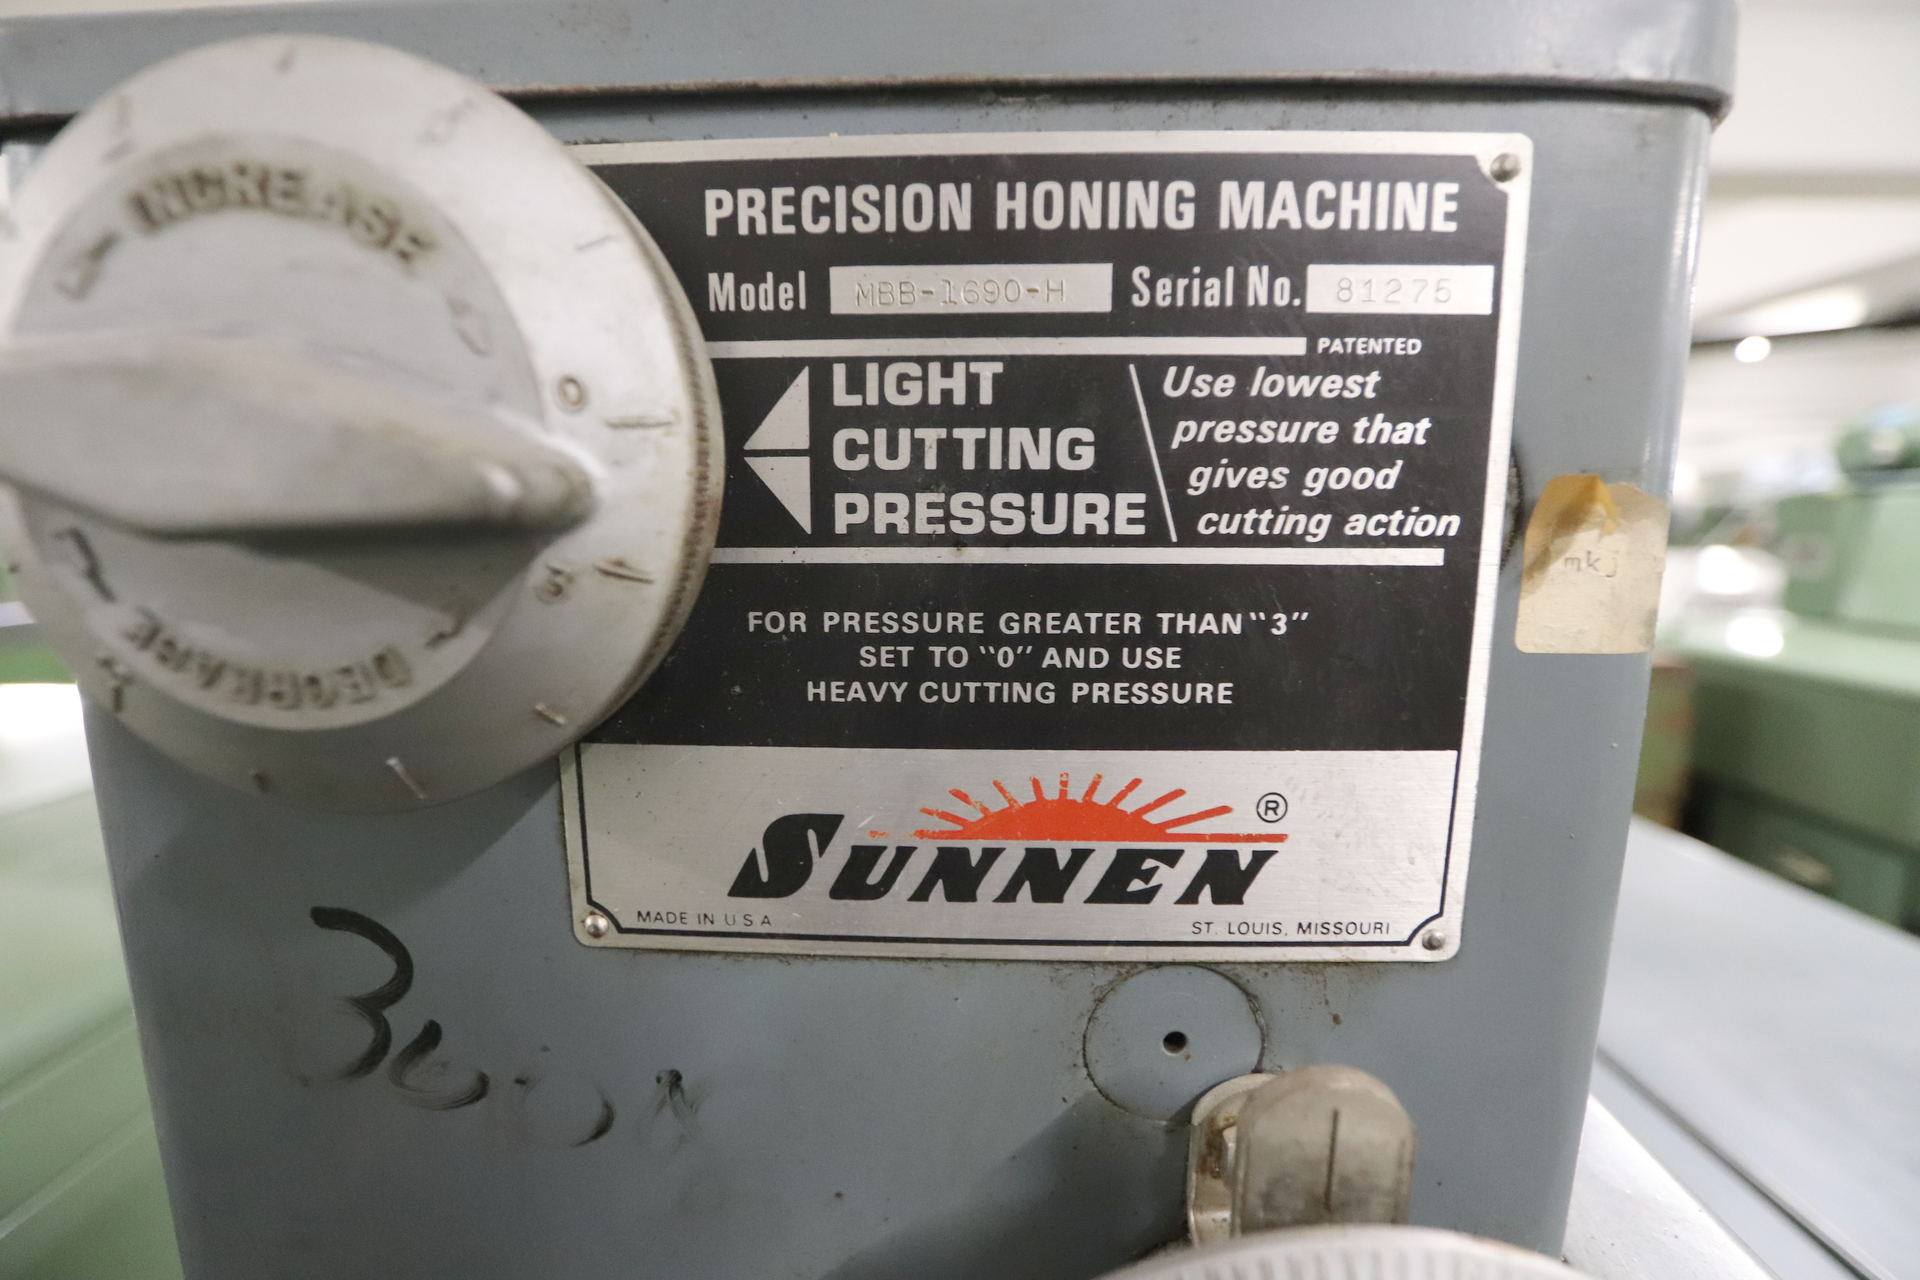 INCREASE
0
3
DECREASE
PRECISION HONING MACHINE
Model MBB-1690-H Serial No. 81275
PATENTED
LIGHT
CUTTING
PRESSURE
Use lowest
pressure that
gives good
cutting action
FOR PRESSURE GREATER THAN "3"
SET TO "0" AND USE
HEAVY CUTTING PRESSURE
SUNNEN ®
MADE IN U S A
ST. LOUIS, MISSOURI
mkj